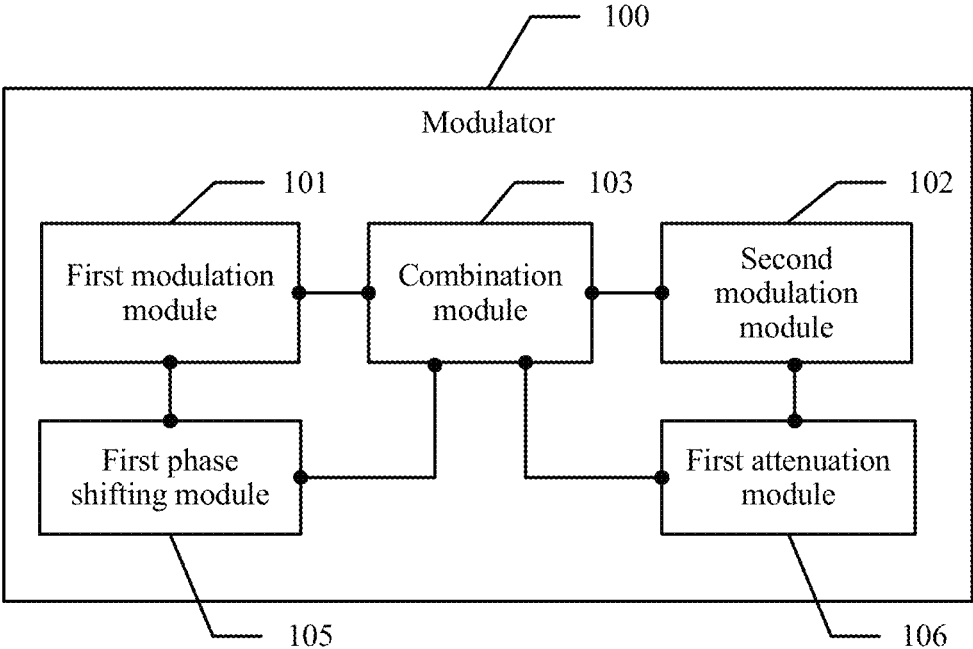 100
Modulator
101
103
102
First modulation
module
Combination
module
Second
modulation
module
First phase
shifting module
First attenuation
module
105
106